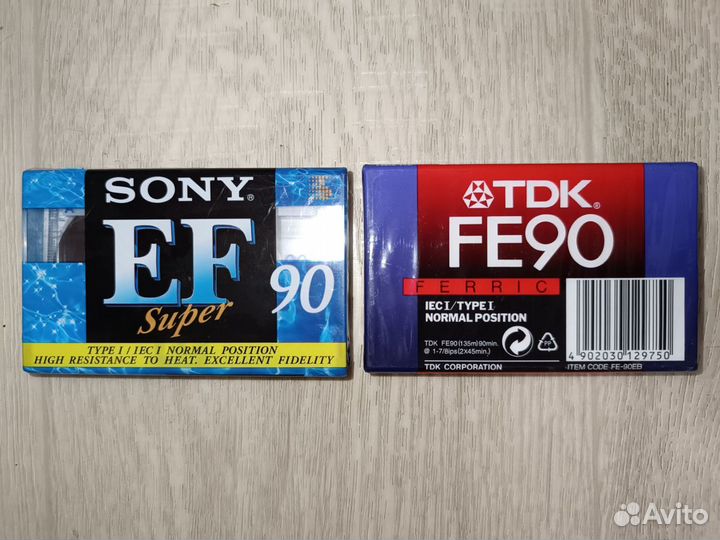 SONY®
EF
Super
90
TYPE I / IEC I NORMAL POSITION
HIGH RESISTANCE TO HEAT. EXCELLENT FIDELITY
TDK®
FE90
FERRIC
IEC I / TYPE I
NORMAL POSITION
TDK FE90(135m)90min.
@ 1-7/8ips(2X45min.)
PP
4 902030 129750
TDK CORPORATION
ITEM CODE FE-90EB
Avito